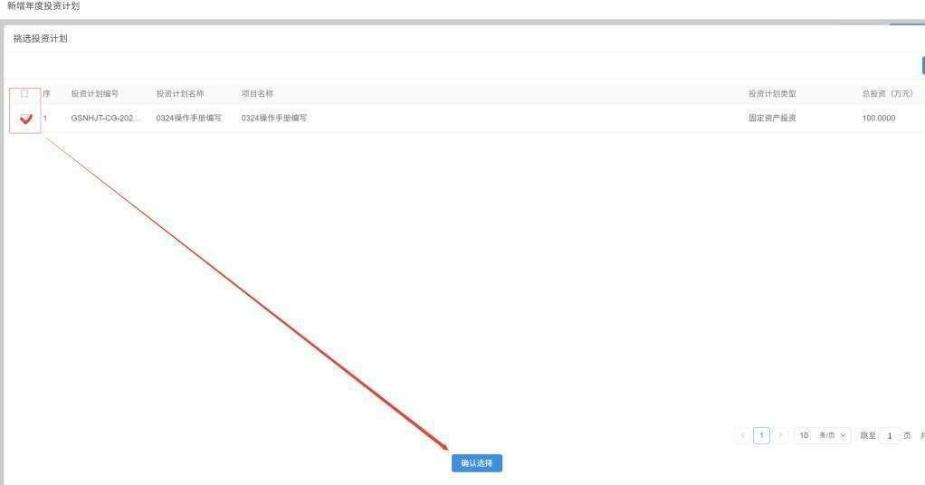 新增年度投资计划
挑选投资计划
序 投资计划编号 投资计划名称 项目名称 投资计划类型 总投资（万元）
1 GSNHJT-CG-202... 0324操作手册编写 0324操作手册编写 固定资产投资 100.0000
< 1 > 10 条/页 跳至 1 页
确认选择